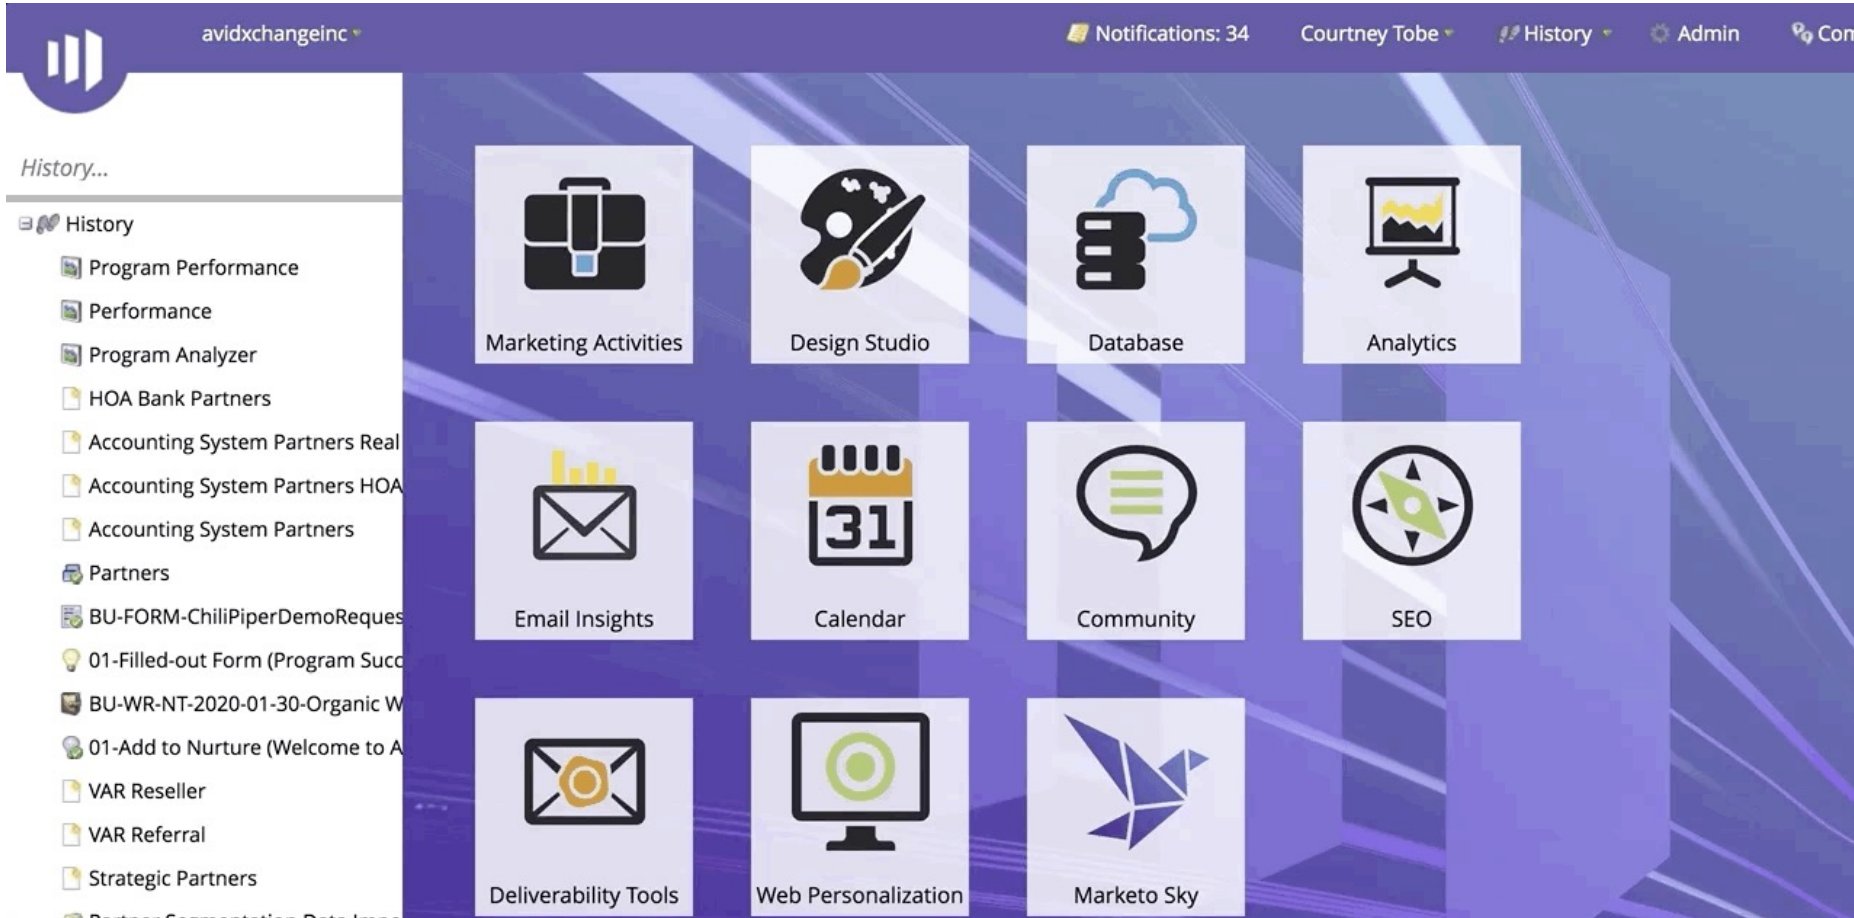 avidxchangeinc
Notifications: 34
Courtney Tobe
History
Admin
History...
History
Program Performance
Performance
Program Analyzer
HOA Bank Partners
Accounting System Partners Real
Accounting System Partners HOA
Accounting System Partners
Partners
BU-FORM-ChiliPiperDemoReques
01-Filled-out Form (Program Succ
BU-WR-NT-2020-01-30-Organic W
01-Add to Nurture (Welcome to A
VAR Reseller
VAR Referral
Strategic Partners
Marketing Activities
Design Studio
Database
Analytics
Email Insights
31
Calendar
Community
SEO
Deliverability Tools
Web Personalization
Marketo Sky